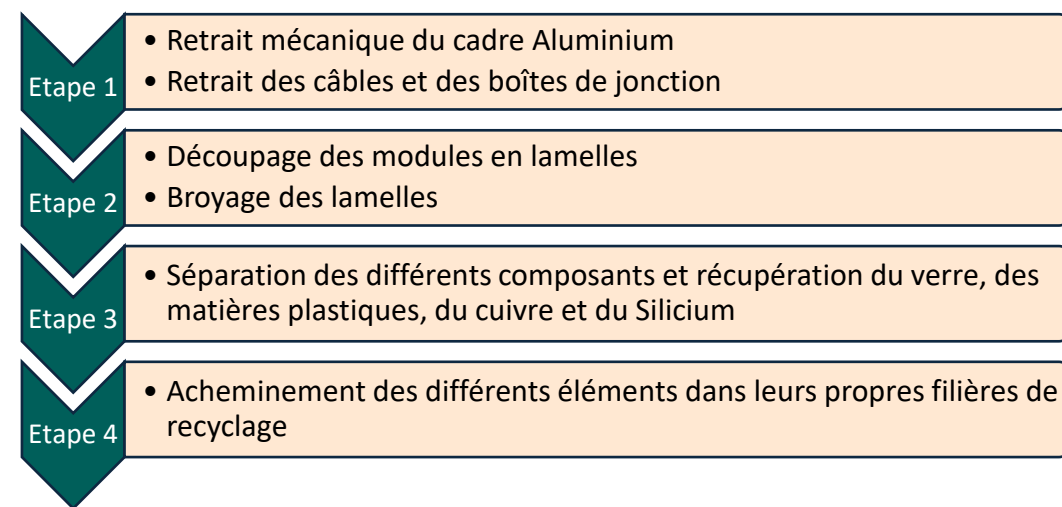 Etape 1
• Retrait mécanique du cadre Aluminium
• Retrait des câbles et des boîtes de jonction
Etape 2
• Découpage des modules en lamelles
• Broyage des lamelles
Etape 3
• Séparation des différents composants et récupération du verre, des
matières plastiques, du cuivre et du Silicium
Etape 4
• Acheminement des différents éléments dans leurs propres filières de
recyclage